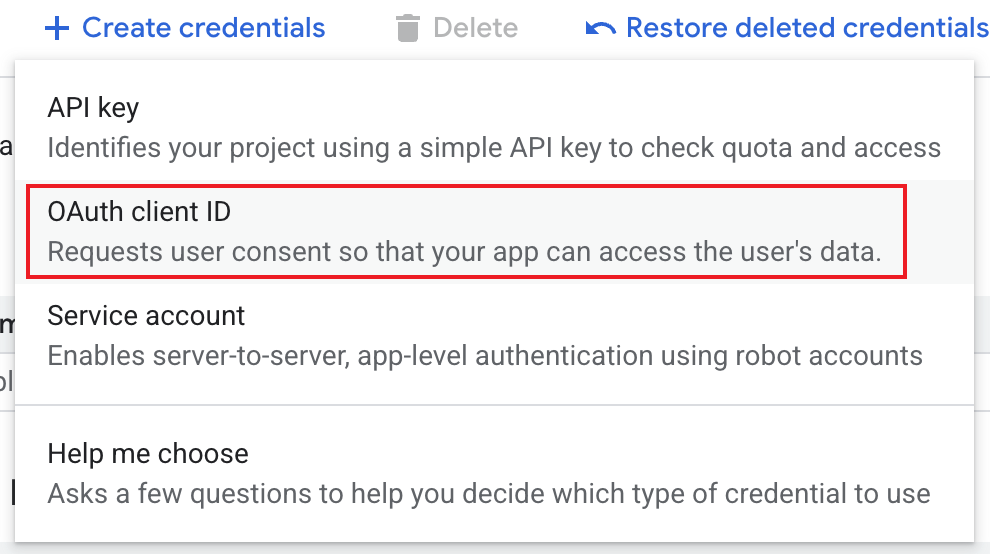 Create credentials Delete Restore deleted credentials
API key
Identifies your project using a simple API key to check quota and access
OAuth client ID
Requests user consent so that your app can access the user's data.
Service account
Enables server-to-server, app-level authentication using robot accounts
Help me choose
Asks a few questions to help you decide which type of credential to use